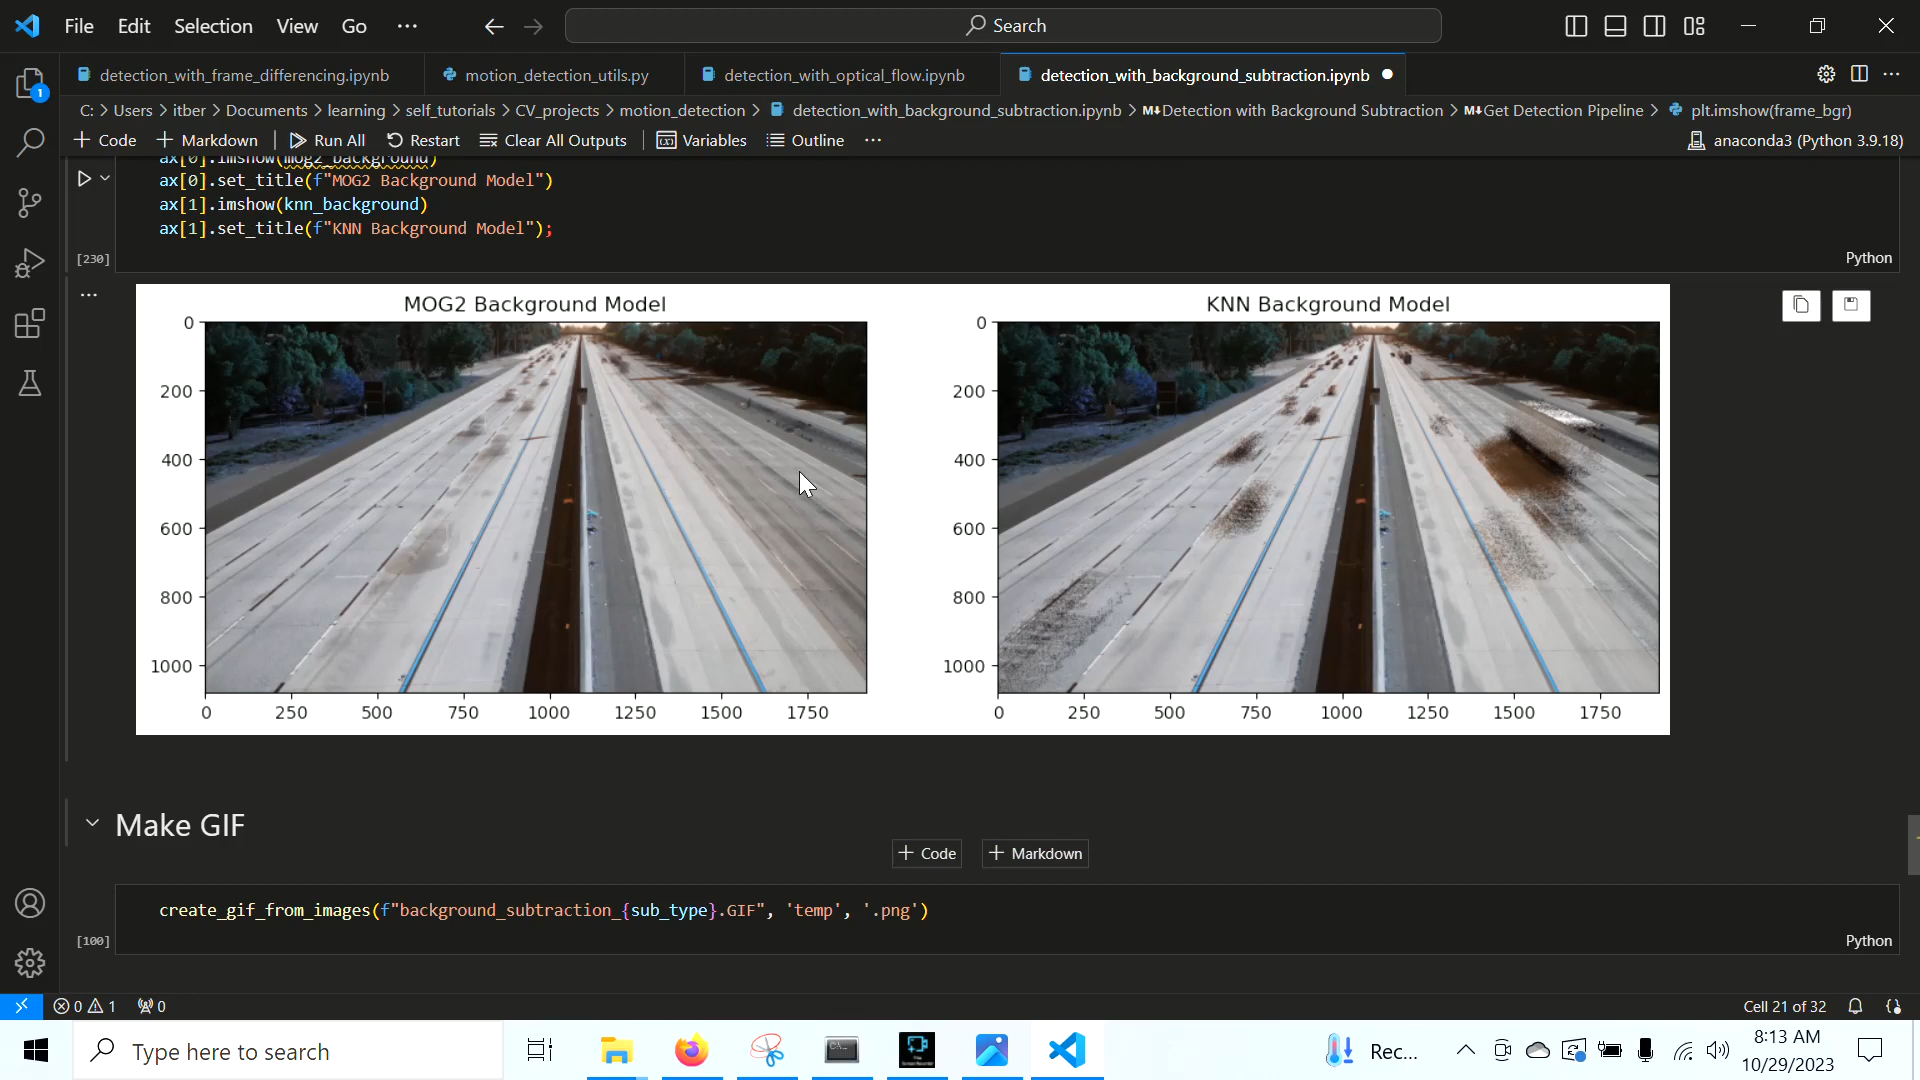 File Edit Selection View Go ··· Search
detection_with_frame_differencing.ipynb motion_detection_utils.py detection_with_optical_flow.ipynb detection_with_background_subtraction.ipynb
C: > Users > itber > Documents > learning > self_tutorials > CV_projects > motion_detection > detection_with_background_subtraction.ipynb > M↓Detection with Background Subtraction > M↓Get Detection Pipeline > plt.imshow(frame_bgr)
+ Code + Markdown Run All Restart Clear All Outputs Variables Outline ··· anaconda3 (Python 3.9.18)
1
ax[0].imshow(mog2_background)
ax[0].set_title(f"MOG2 Background Model")
ax[1].imshow(knn_background)
ax[1].set_title(f"KNN Background Model");
[230] Python
MOG2 Background Model KNN Background Model
0 0
200 200
400 400
600 600
800 800
1000 1000
0 250 500 750 1000 1250 1500 1750 0 250 500 750 1000 1250 1500 1750
Make GIF
+ Code + Markdown
create_gif_from_images(f"background_subtraction_{sub_type}.GIF", 'temp', '.png')
[100] Python
0 1 0 Cell 21 of 32
Type here to search Rec... 8:13 AM
10/29/2023